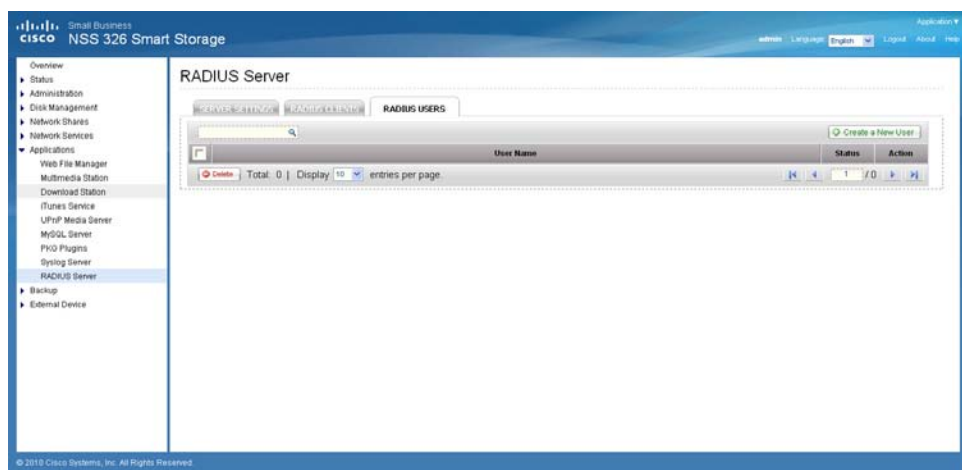 Small Business
CISCO NSS 326 Smart Storage
Application
admin Language: English Logout About Help
Overview
Status
Administration
Disk Management
Network Shares
Network Services
Applications
Web File Manager
Multimedia Station
Download Station
iTunes Service
UPnP Media Server
MySQL Server
PKG Plugins
Syslog Server
RADIUS Server
Backup
External Device
RADIUS Server
SERVER SETTINGS RADIUS CLIENTS RADIUS USERS
Create a New User
User Name Status Action
Delete Total: 0 | Display 10 entries per page. 1 / 0
© 2010 Cisco Systems, Inc. All Rights Reserved.